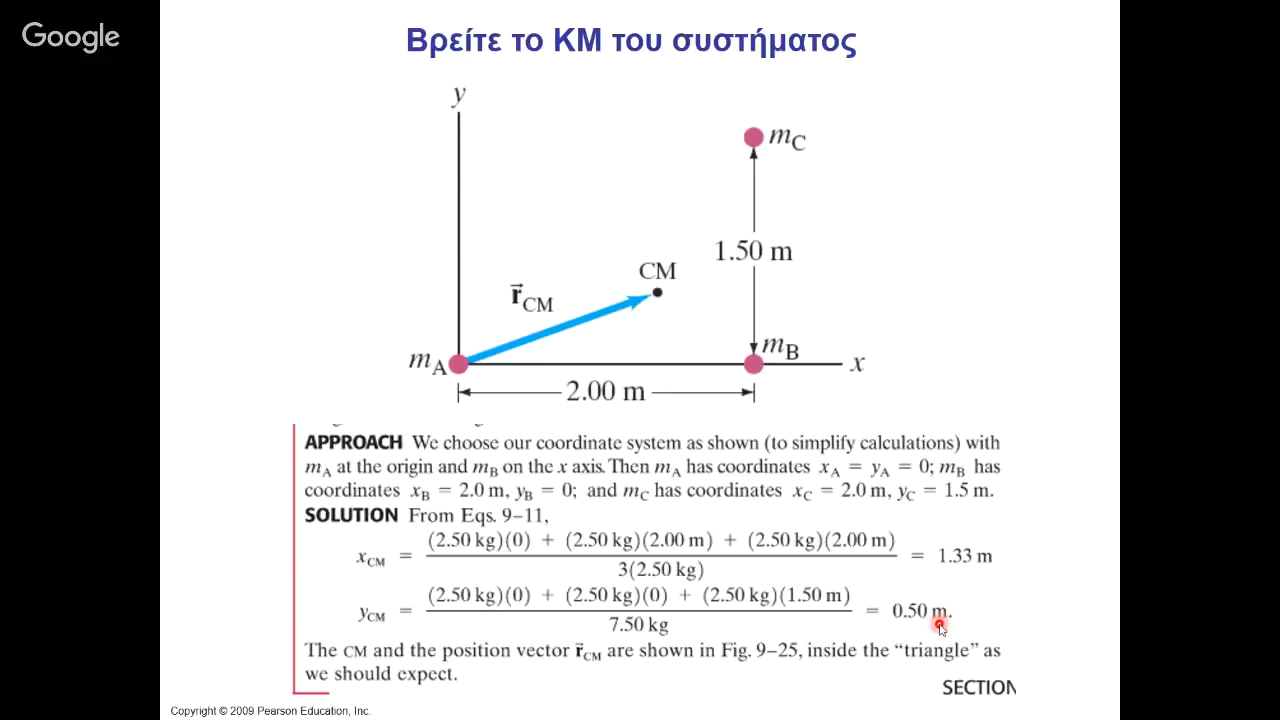 Google
Βρείτε το ΚΜ του συστήματος
y
m_C
1.50 m
CM
r⃗_CM
m_A
m_B
x
2.00 m
APPROACH We choose our coordinate system as shown (to simplify calculations) with
m_A at the origin and m_B on the x axis. Then m_A has coordinates x_A = y_A = 0; m_B has
coordinates x_B = 2.0 m, y_B = 0; and m_C has coordinates x_C = 2.0 m, y_C = 1.5 m.
SOLUTION From Eqs. 9–11,
x_CM = (2.50 kg)(0) + (2.50 kg)(2.00 m) + (2.50 kg)(2.00 m) / 3(2.50 kg) = 1.33 m
y_CM = (2.50 kg)(0) + (2.50 kg)(0) + (2.50 kg)(1.50 m) / 7.50 kg = 0.50 m.
The CM and the position vector r⃗_CM are shown in Fig. 9–25, inside the “triangle” as
we should expect.
SECTION
Copyright © 2009 Pearson Education, Inc.